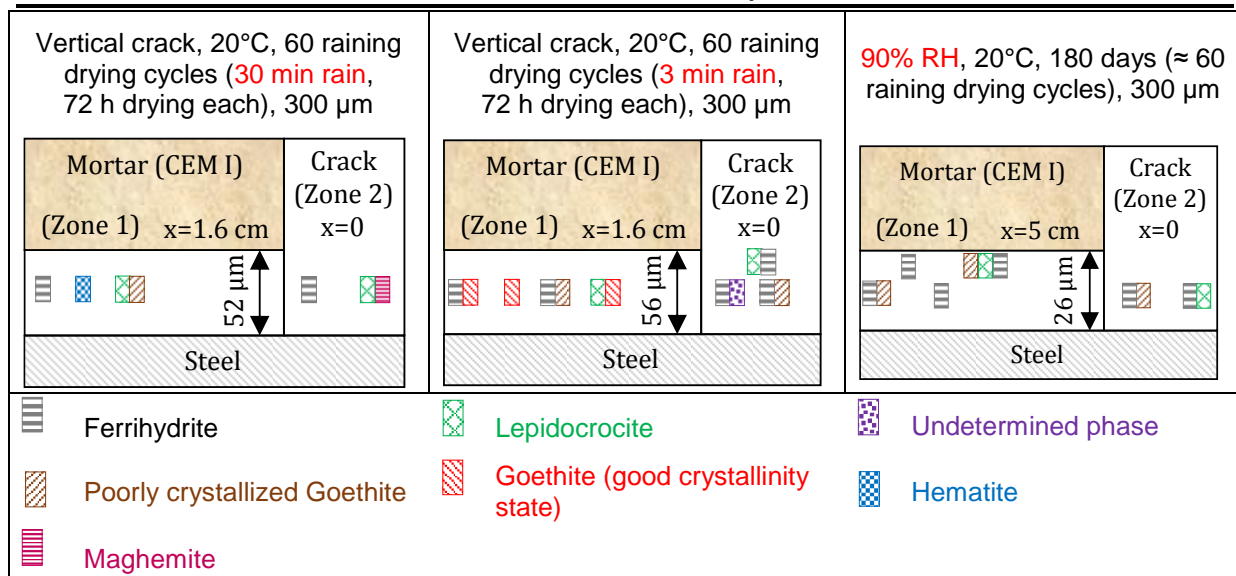 Vertical crack, 20°C, 60 raining
drying cycles (30 min rain,
72 h drying each), 300 µm
Vertical crack, 20°C, 60 raining
drying cycles (3 min rain,
72 h drying each), 300 µm
90% RH, 20°C, 180 days (≈ 60
raining drying cycles), 300 µm
Mortar (CEM I)
(Zone 1) x=1.6 cm
Crack
(Zone 2)
x=0
52 µm
Steel
Mortar (CEM I)
(Zone 1) x=1.6 cm
Crack
(Zone 2)
x=0
56 µm
Steel
Mortar (CEM I)
(Zone 1) x=5 cm
Crack
(Zone 2)
x=0
26 µm
Steel
Ferrihydrite
Lepidocrocite
Undetermined phase
Poorly crystallized Goethite
Goethite (good crystallinity
state)
Hematite
Maghemite